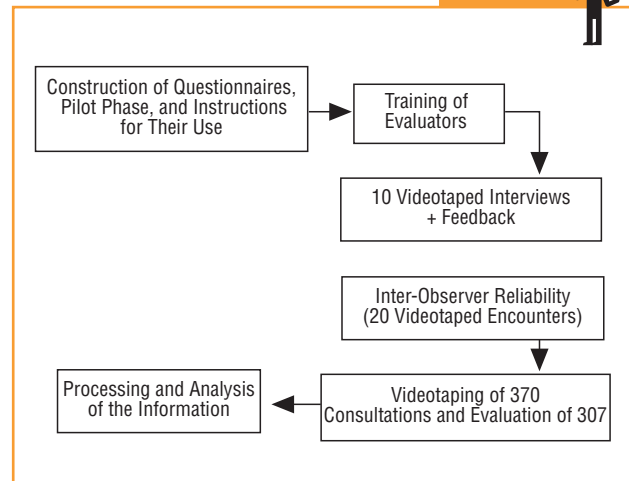 Construction of Questionnaires,
Pilot Phase, and Instructions
for Their Use
Training of
Evaluators
10 Videotaped Interviews
+ Feedback
Inter-Observer Reliability
(20 Videotaped Encounters)
Videotaping of 370
Consultations and Evaluation of 307
Processing and Analysis
of the Information